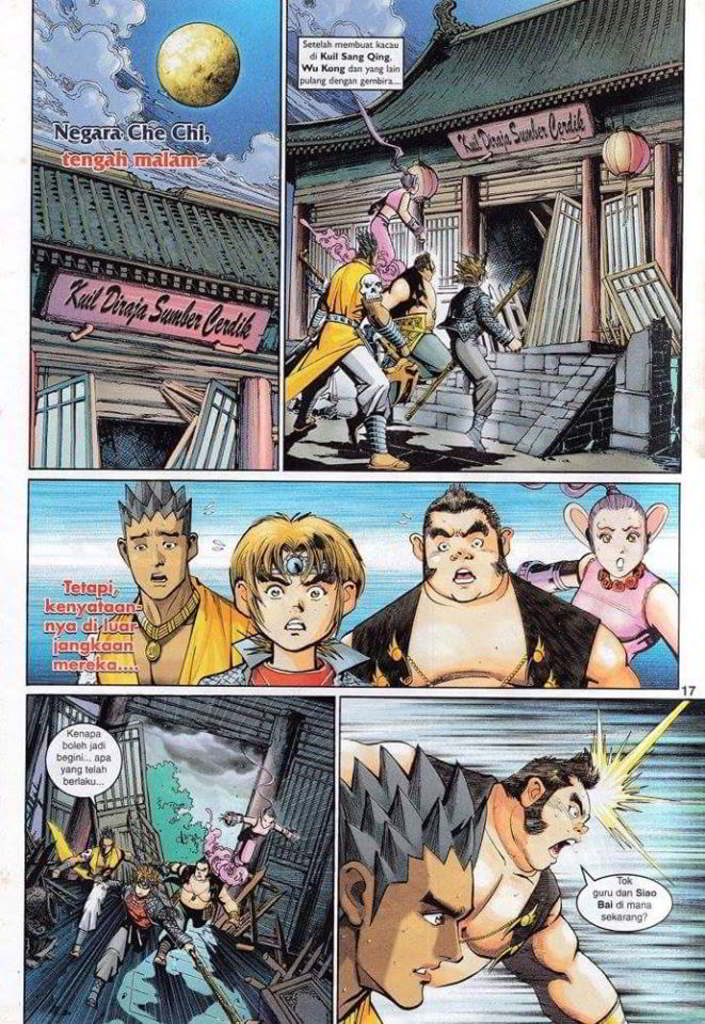 Negara Che Chi,
tengah malam-
Kuil Diraja Sumber Cerdik
Setelah membuat kacau
di Kuil Sang Qing,
Wu Kong dan yang lain
pulang dengan gembira...
Kuil Diraja Sumber Cerdik
Tetapi,
kenyataan-
nya di luar
jangkaan
mereka....
17
Kenapa
boleh jadi
begini... apa
yang telah
berlaku...
Tok
guru dan Siao
Bai di mana
sekarang?